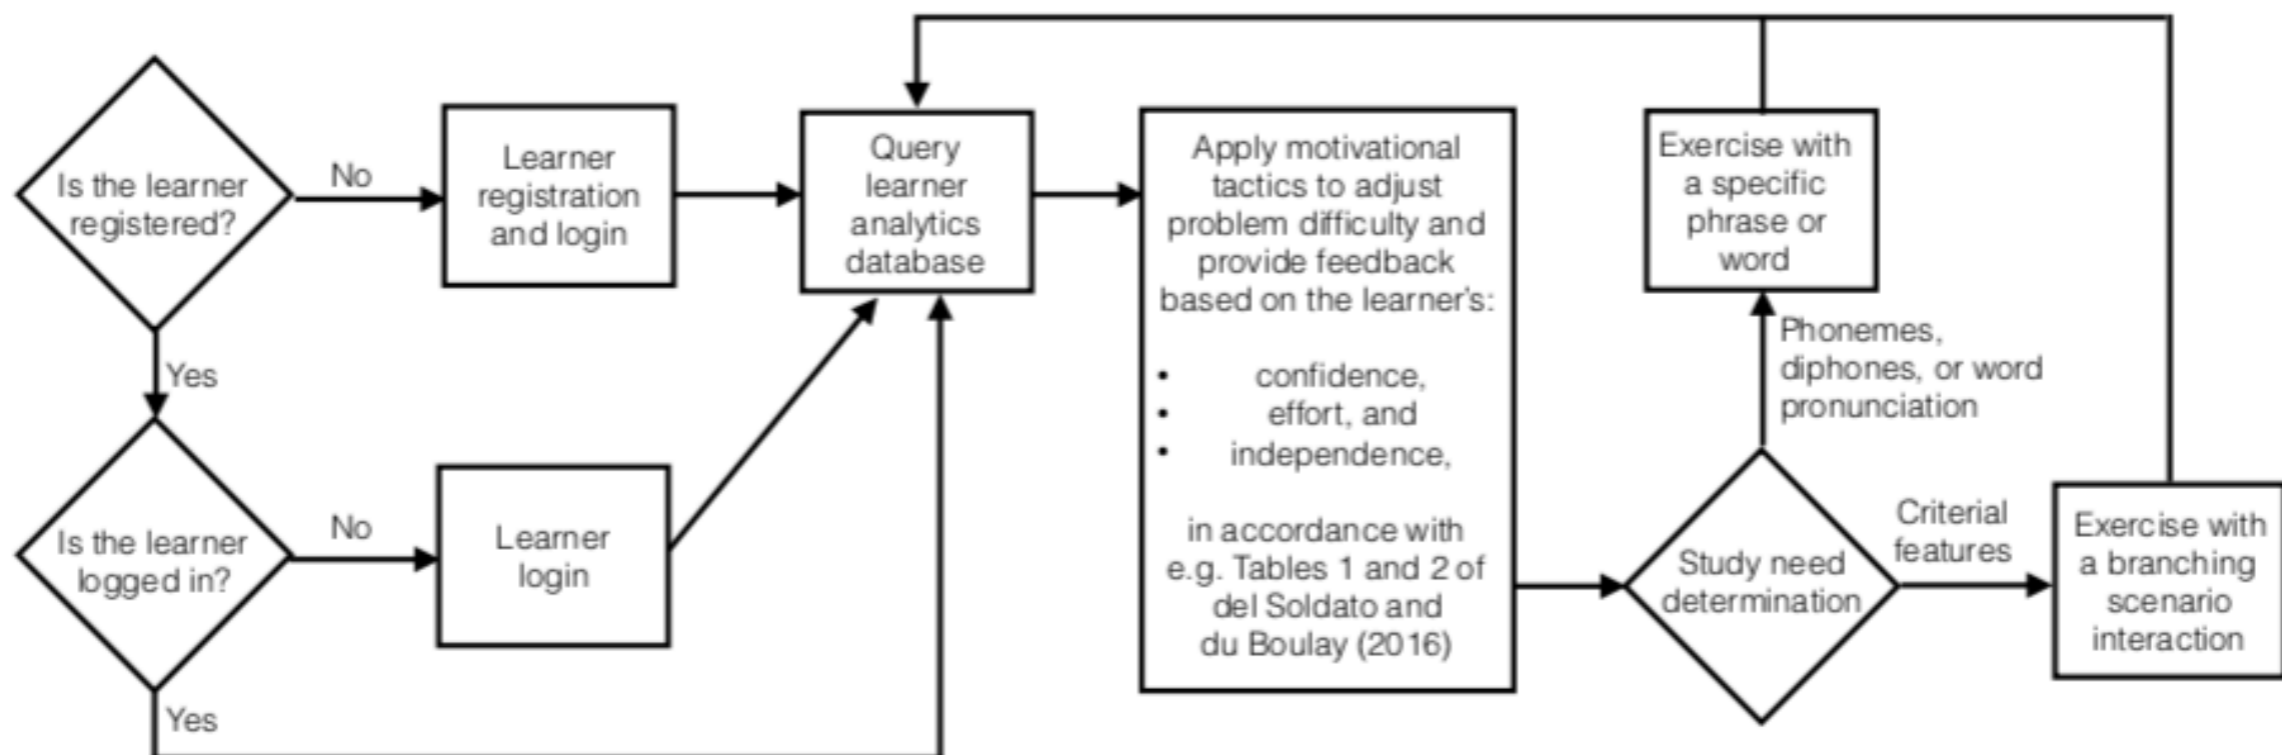 Is the learner
registered?
No
Learner
registration
and login
Query
learner
analytics
database
Apply motivational
tactics to adjust
problem difficulty and
provide feedback
based on the learner's:
• confidence,
• effort, and
• independence,
in accordance with
e.g. Tables 1 and 2 of
del Soldato and
du Boulay (2016)
Exercise with
a specific
phrase or
word
Phonemes,
diphones, or word
pronunciation
Yes
Is the learner
logged in?
No
Learner
login
Study need
determination
Criterial
features
Exercise with
a branching
scenario
interaction
Yes